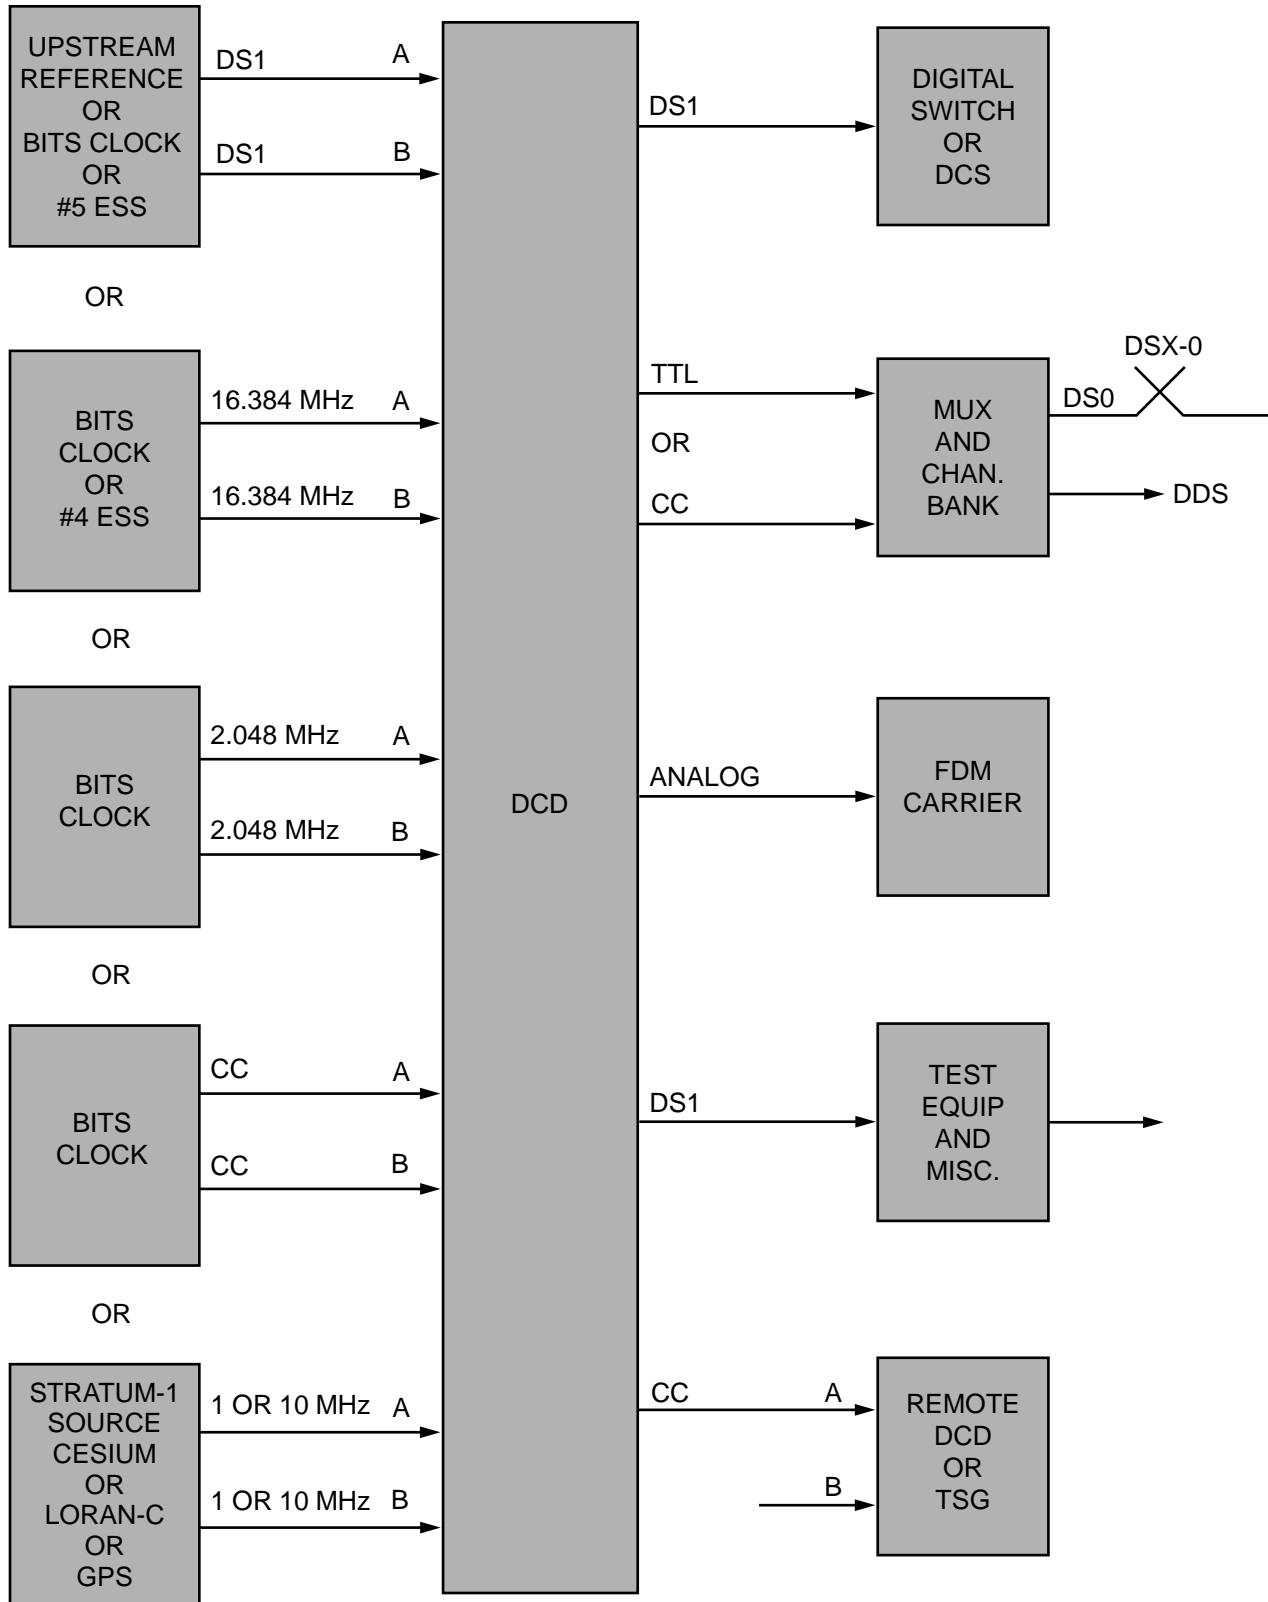 UPSTREAM
REFERENCE
OR
BITS CLOCK
OR
#5 ESS
DS1 A
DS1 B
OR
BITS
CLOCK
OR
#4 ESS
16.384 MHz A
16.384 MHz B
OR
BITS
CLOCK
2.048 MHz A
2.048 MHz B
OR
BITS
CLOCK
CC A
CC B
OR
STRATUM-1
SOURCE
CESIUM
OR
LORAN-C
OR
GPS
1 OR 10 MHz A
1 OR 10 MHz B
DCD
DS1
DIGITAL
SWITCH
OR
DCS
TTL
OR
CC
MUX
AND
CHAN.
BANK
DS0
DSX-0
DDS
ANALOG
FDM
CARRIER
DS1
TEST
EQUIP
AND
MISC.
CC A
B
REMOTE
DCD
OR
TSG